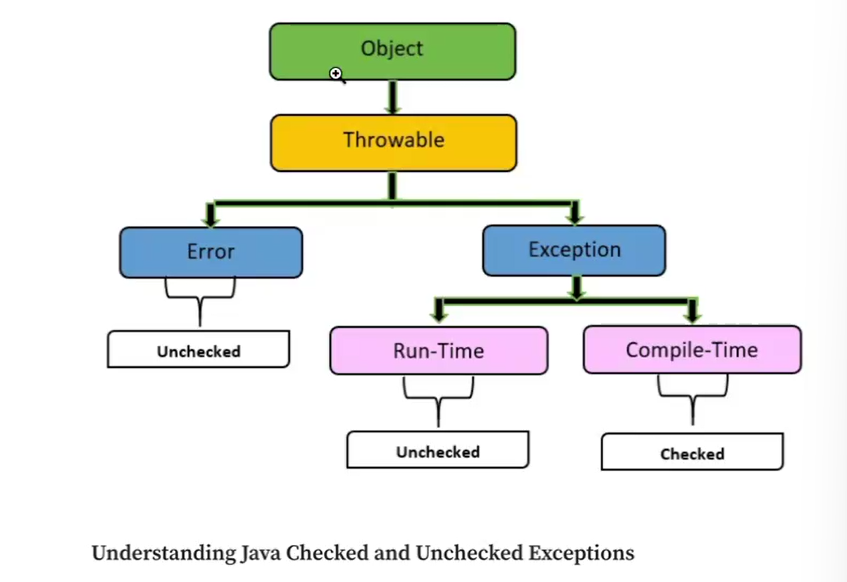 Object
Throwable
Error
Exception
Unchecked
Run-Time
Compile-Time
Unchecked
Checked
Understanding Java Checked and Unchecked Exceptions